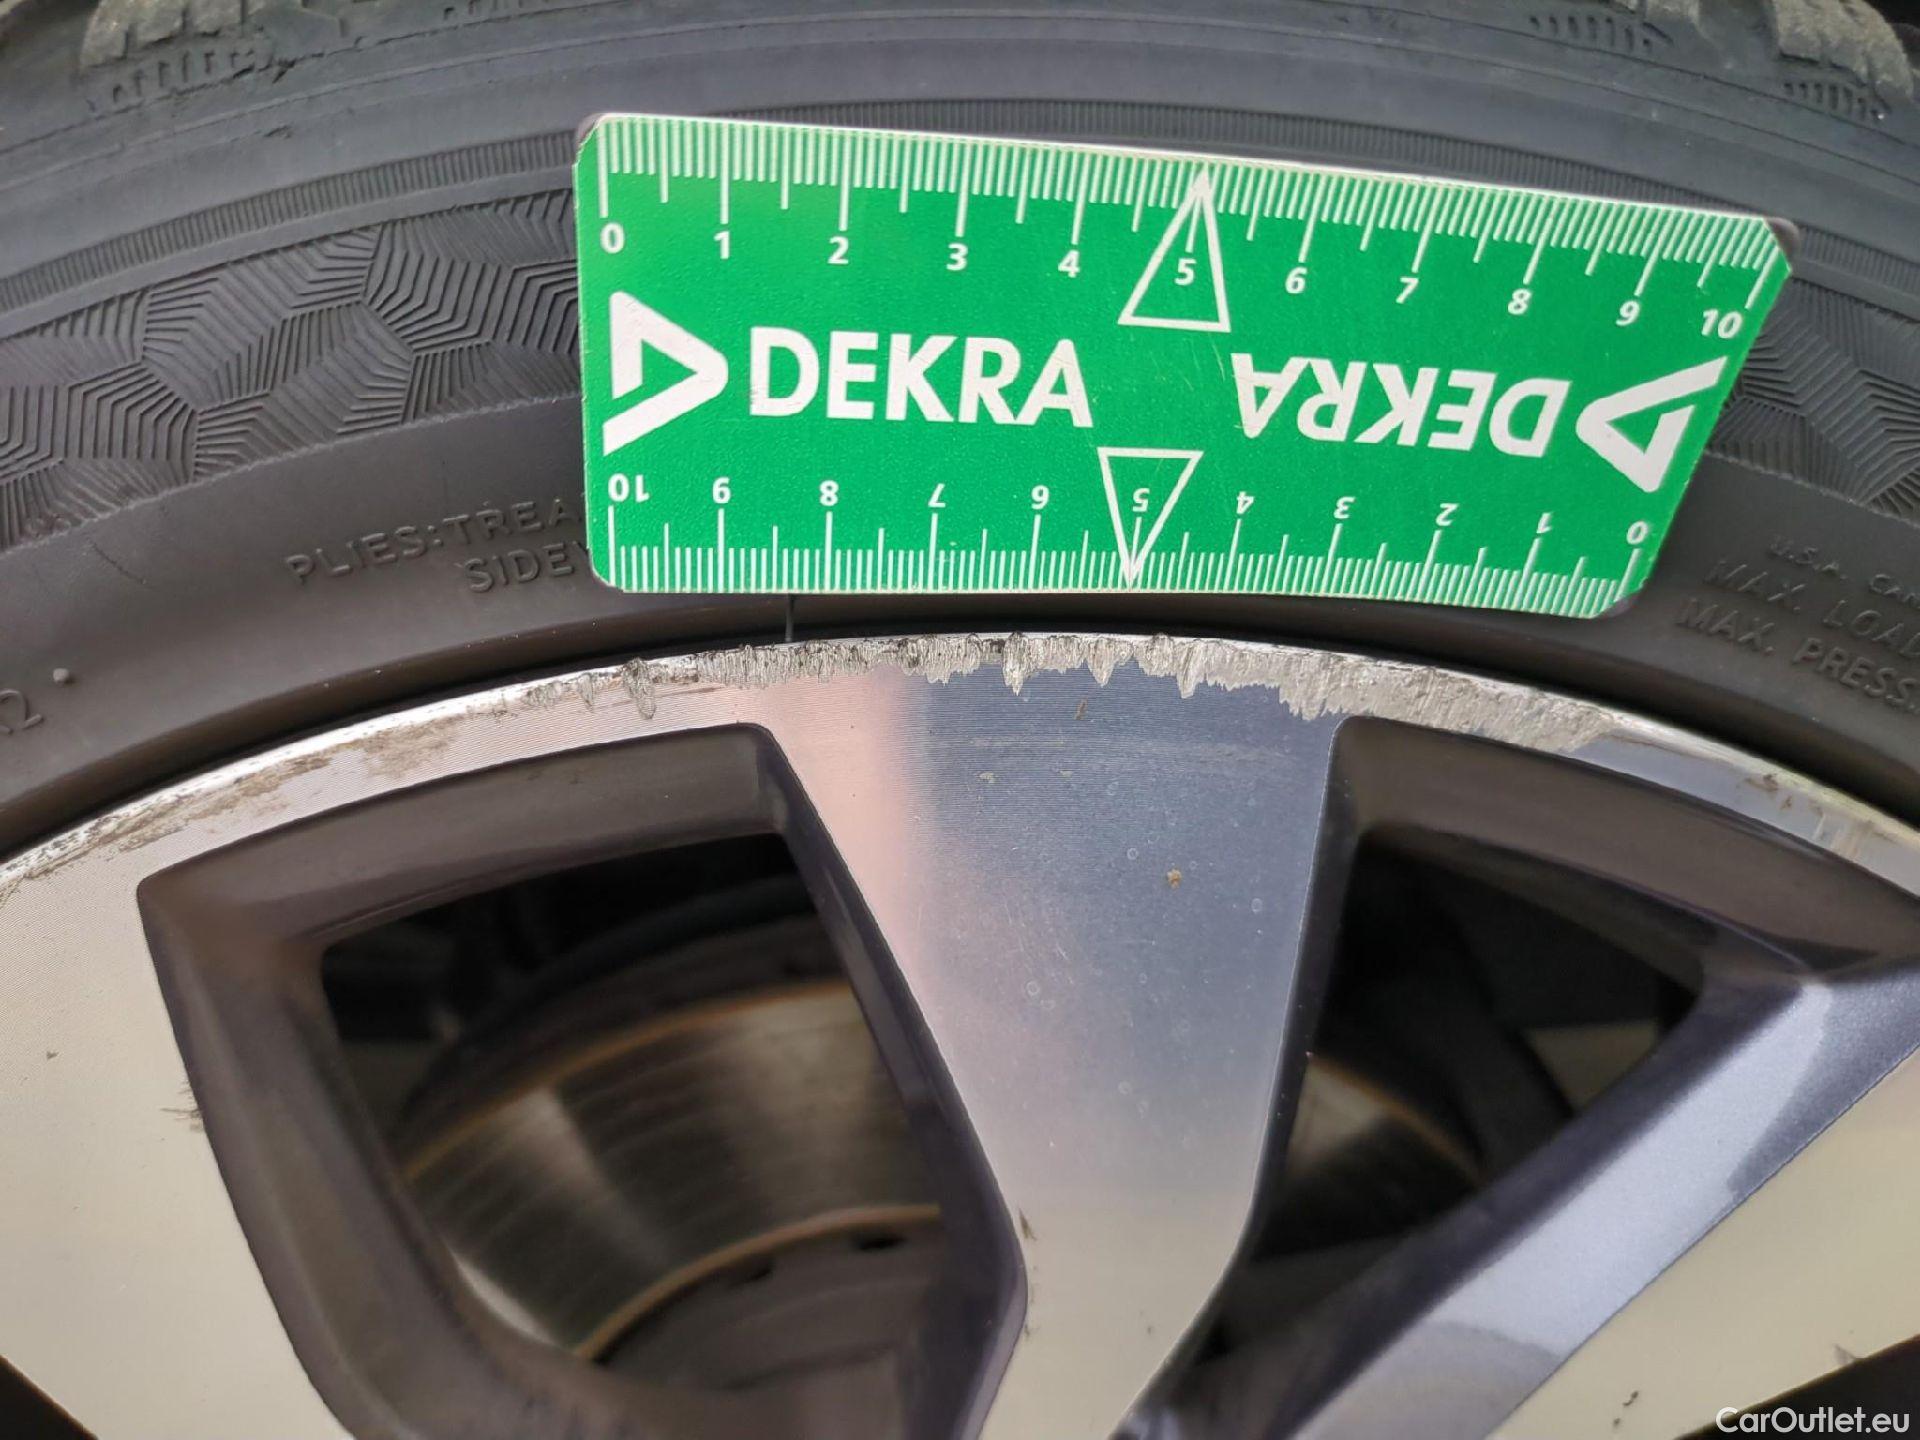 0 1 2 3 4 5 6 7 8 9 10
DEKRA
DEKRA
10 9 8 7 6 5 4 3 2 1 0
PLIES:TREA
SIDE
U.S.A. CAN
MAX. LOAD
MAX. PRESS.
CarOutlet.eu